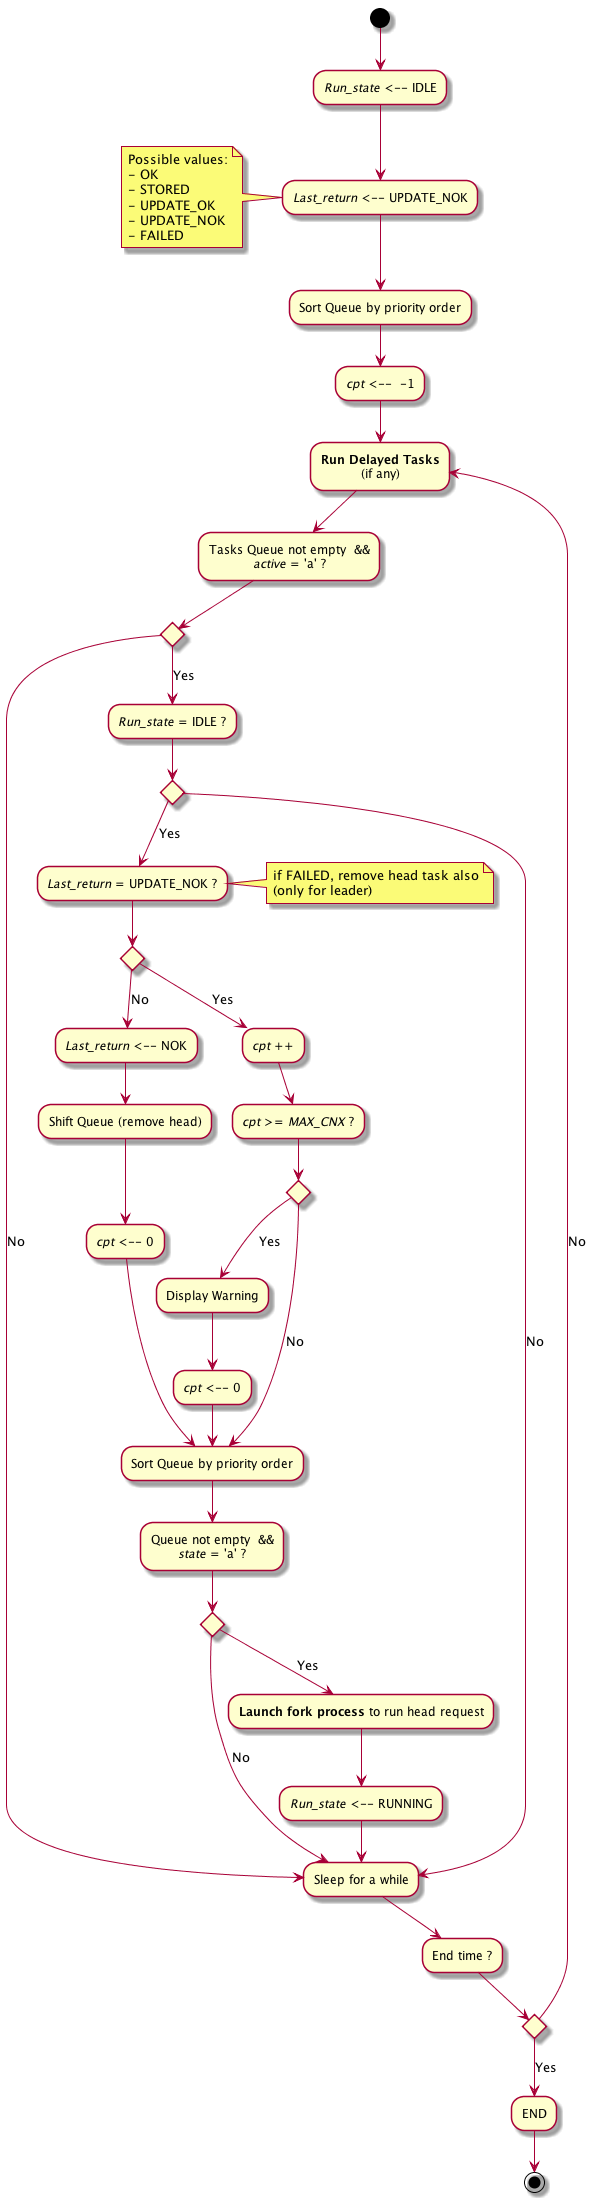 Run_state <-- IDLE
Possible values:
- OK
- STORED
- UPDATE_OK
- UPDATE_NOK
- FAILED
Last_return <-- UPDATE_NOK
Sort Queue by priority order
cpt <--  -1
Run Delayed Tasks
(if any)
Tasks Queue not empty  &&
active = 'a' ?
Yes
Run_state = IDLE ?
Yes
Last_return = UPDATE_NOK ?
if FAILED, remove head task also
(only for leader)
No
Yes
Last_return <-- NOK
cpt ++
Shift Queue (remove head)
cpt >= MAX_CNX ?
cpt <-- 0
Yes
No
No
Display Warning
No
No
cpt <-- 0
Sort Queue by priority order
Queue not empty  &&
state = 'a' ?
Yes
Launch fork process to run head request
No
Run_state <-- RUNNING
Sleep for a while
End time ?
Yes
END